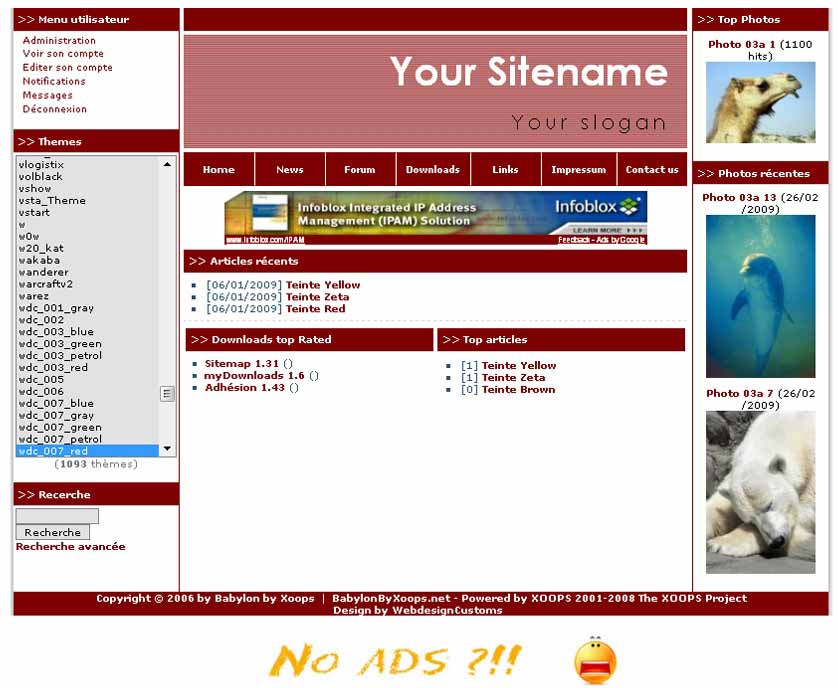 >> Menu utilisateur
Administration
Voir son compte
Editer son compte
Notifications
Messages
Déconnexion
>> Themes
vlogistix
volblack
vshow
vsta_Theme
vstart
w
w0w
w20_kat
wakaba
wanderer
warcraftv2
warez
wdc_001_gray
wdc_002
wdc_003_blue
wdc_003_green
wdc_003_petrol
wdc_003_red
wdc_005
wdc_006
wdc_007_blue
wdc_007_gray
wdc_007_green
wdc_007_petrol
wdc_007_red
(1093 thèmes)
>> Recerche
Recherche
Recherche avancée
Your Sitename
Your slogan
Home News Forum Downloads Links Impressum Contact us
Infoblox Integrated IP Address
Management (IPAM) Solution
www.infoblox.com
Infoblox
LEARN MORE >>>
www.Infoblox.com/IPAM
Feedback - Ads by Google
>> Articles récents
[06/01/2009] Teinte Yellow
[06/01/2009] Teinte Zeta
[06/01/2009] Teinte Red
>> Downloads top Rated
Sitemap 1.31 ()
myDownloads 1.6 ()
Adhésion 1.43 ()
>> Top articles
[1] Teinte Yellow
[1] Teinte Zeta
[0] Teinte Brown
>> Top Photos
Photo 03a 1 (1100
hits)
>> Photos récentes
Photo 03a 13 (26/02
/2009)
Photo 03a 7 (26/02
/2009)
Copyright © 2006 by Babylon by Xoops | BabylonByXoops.net - Powered by XOOPS 2001-2008 The XOOPS Project
Design by WebdesignCustoms
No ADS ?!!